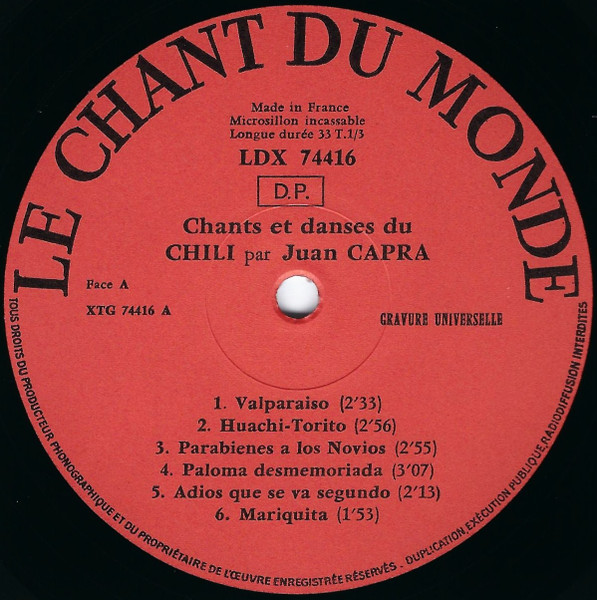 LE CHANT DU MONDE
Made in France
Microsillon incassable
Longue durée 33 T.1/3
LDX 74416
D.P.
Chants et danses du
CHILI par Juan CAPRA
Face A
XTG 74416 A
GRAVURE UNIVERSELLE
1. Valparaiso (2'33)
2. Huachi-Torito (2'56)
3. Parabienes a los Novios (2'55)
4. Paloma desmemoriada (3'07)
5. Adios que se va segundo (2'13)
6. Mariquita (1'53)
TOUS DROITS DU PRODUCTEUR PHONOGRAPHIQUE ET DU PROPRIÉTAIRE DE L'ŒUVRE ENREGISTRÉE RÉSERVÉS - DUPLICATION, EXÉCUTION PUBLIQUE, RADIODIFFUSION INTERDITES